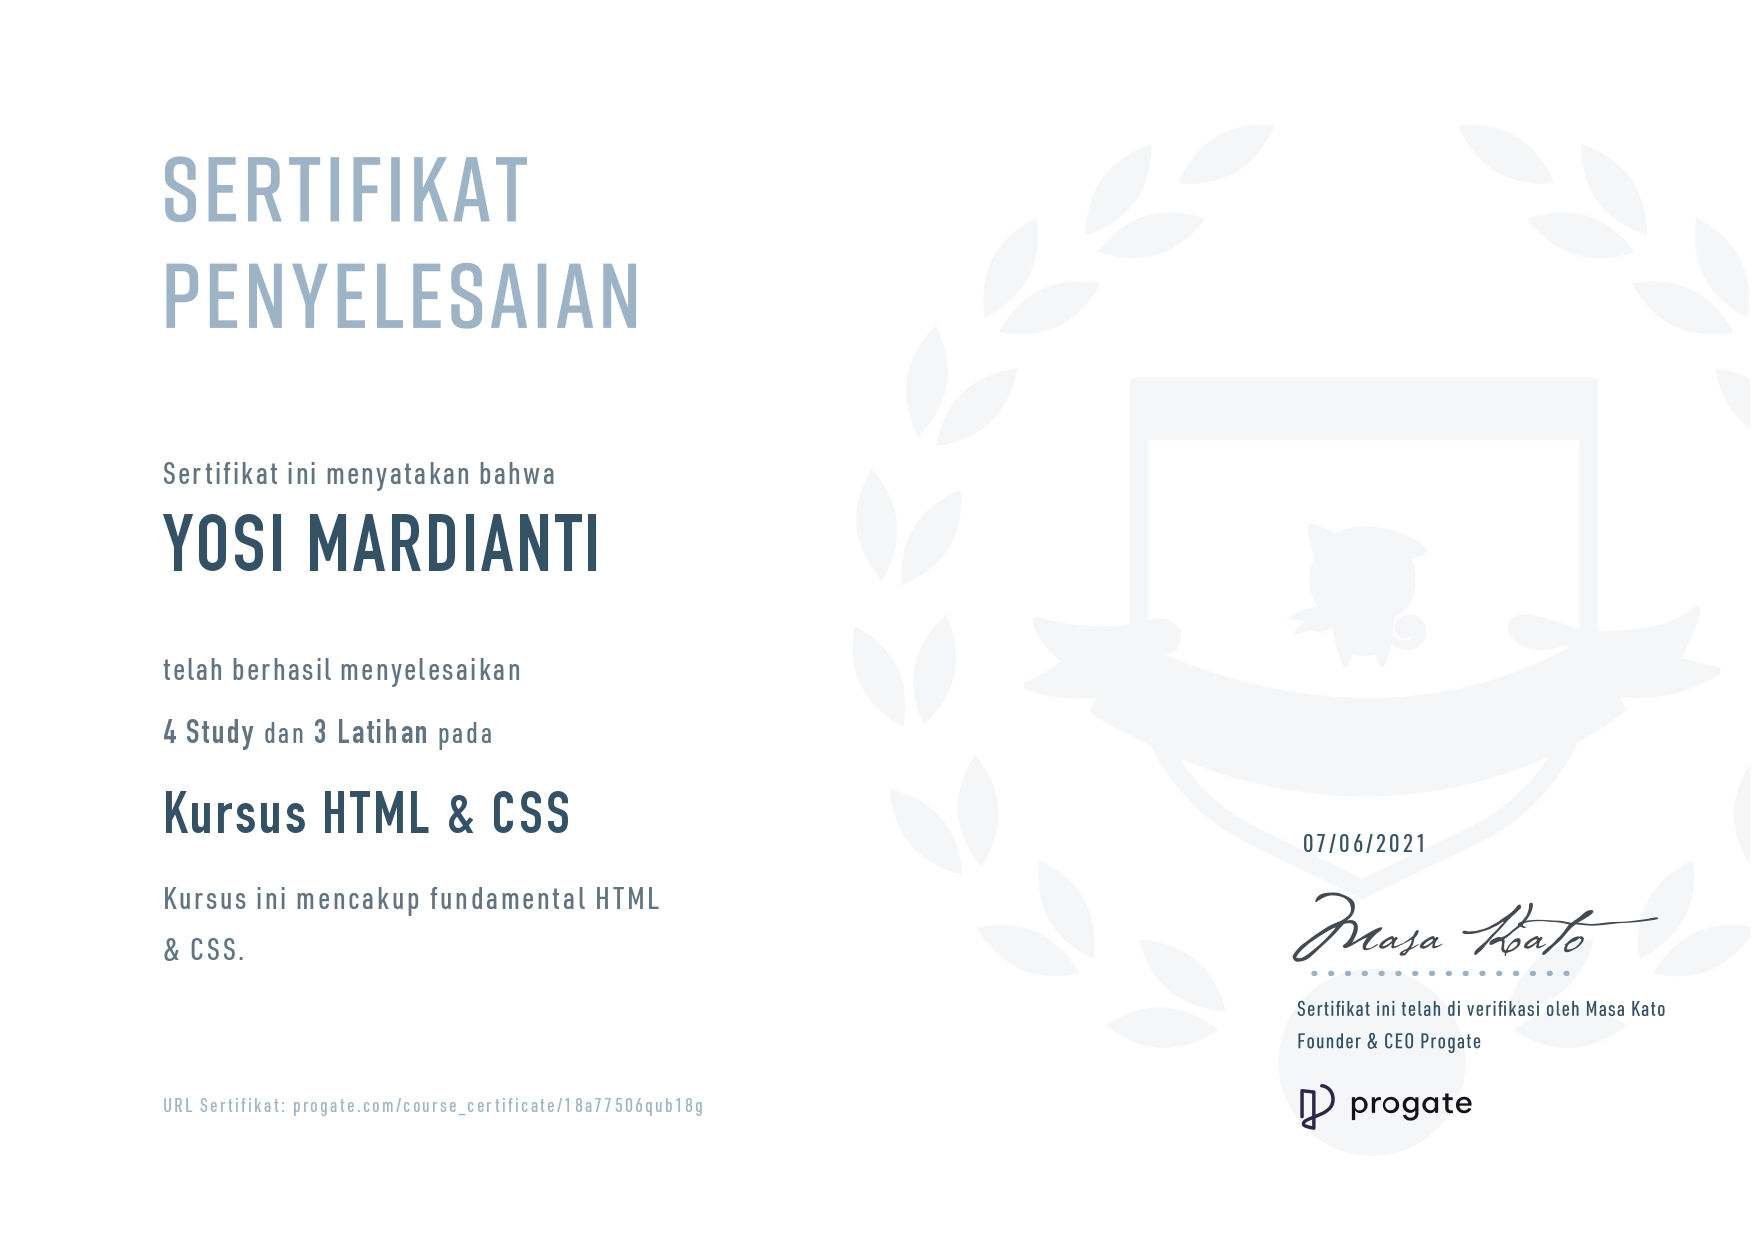 SERTIFIKAT
PENYELESAIAN
Sertifikat ini menyatakan bahwa
YOSI MARDIANTI
telah berhasil menyelesaikan
4 Study dan 3 Latihan pada
Kursus HTML & CSS
Kursus ini mencakup fundamental HTML
& CSS.
07/06/2021
Masa Kato
Sertifikat ini telah di verifikasi oleh Masa Kato
Founder & CEO Progate
URL Sertifikat: progate.com/course_certificate/18a77506qub18g
progate